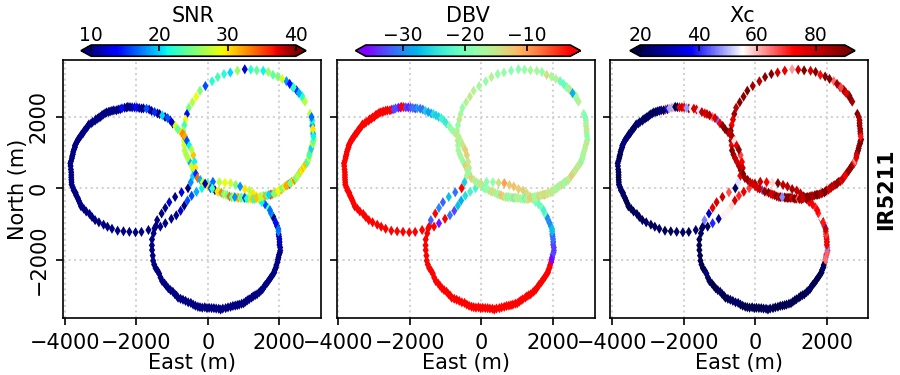 SNR DBV Xc
10 20 30 40 −30 −20 −10 20 40 60 80
North (m)
2000
0
−2000
IR5211
−4000 −2000 0 2000 −4000 −2000 0 2000 −4000 −2000 0 2000
East (m) East (m) East (m)